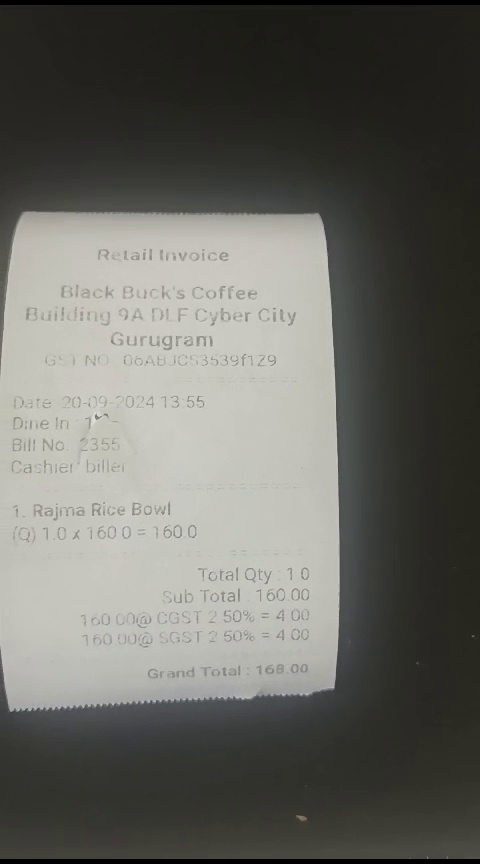 Retail Invoice
Black Buck's Coffee
Building 9A DLF Cyber City
Gurugram
GST NO 06ABJCS3539f1Z9
Date 20-09-2024 13:55
Dine In :
Bill No. 2355
Cashier biller
1. Rajma Rice Bowl
(Q) 1.0 x 160.0 = 160.0
Total Qty : 1.0
Sub Total 160.00
160.00@ CGST 2.50% = 4.00
160.00@ SGST 2.50% = 4.00
Grand Total : 168.00